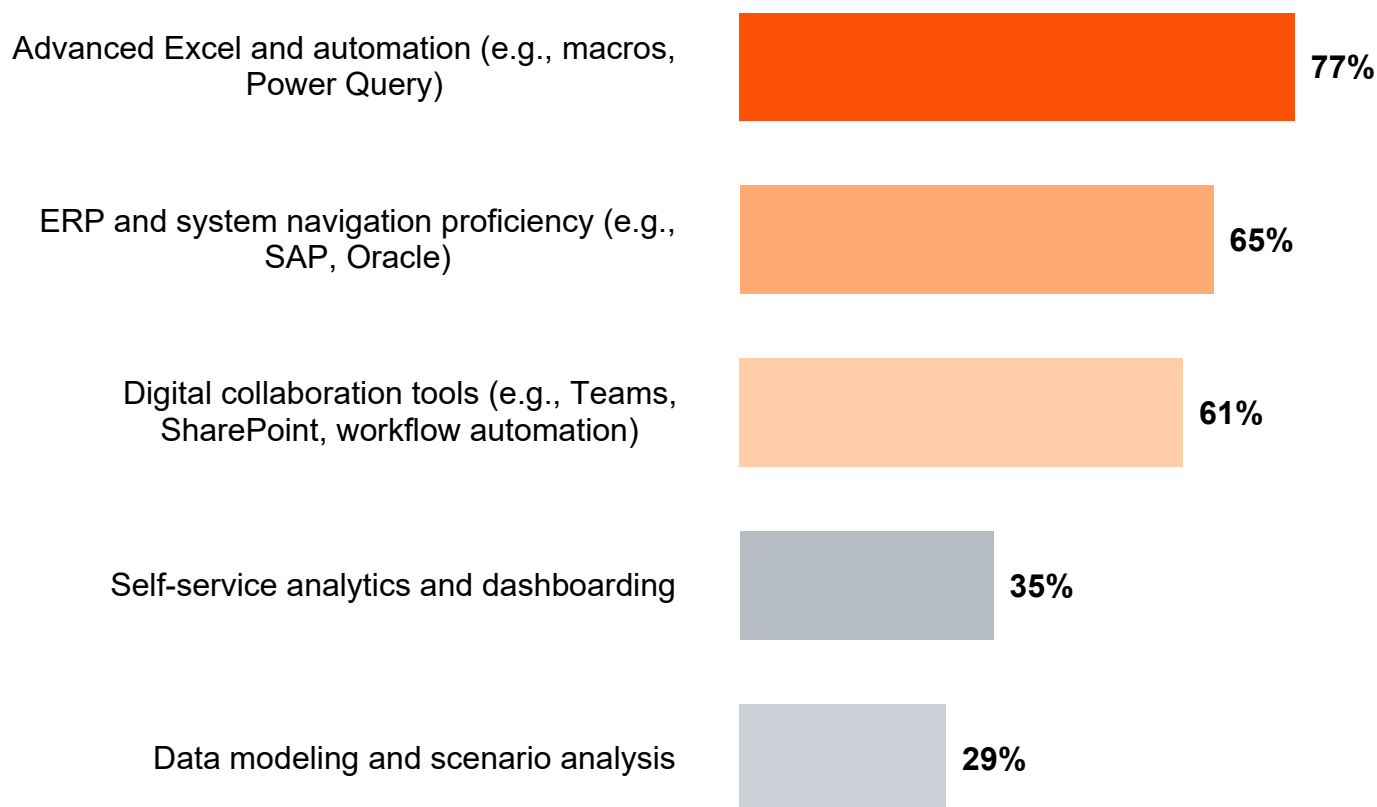 Advanced Excel and automation (e.g., macros,
Power Query)
77%
ERP and system navigation proficiency (e.g.,
SAP, Oracle)
65%
Digital collaboration tools (e.g., Teams,
SharePoint, workflow automation)
61%
Self-service analytics and dashboarding
35%
Data modeling and scenario analysis
29%